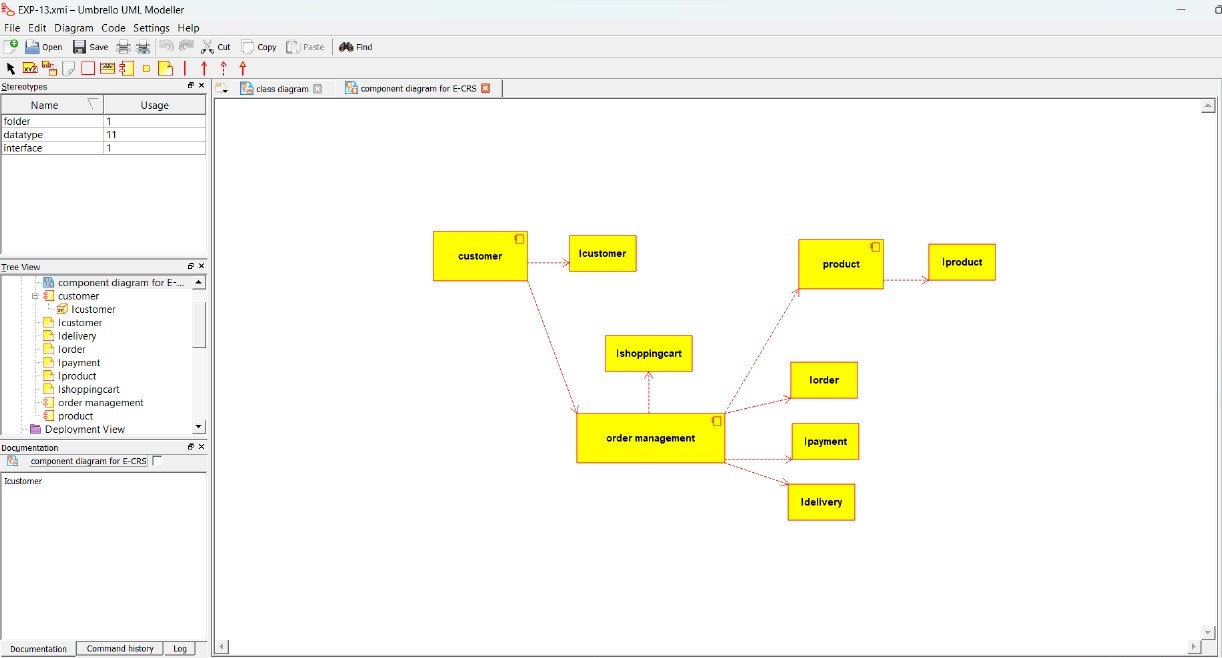 EXP-13.xmi – Umbrello UML Modeller
File Edit Diagram Code Settings Help
Open Save Cut Copy Paste Find
XYZ
Stereotypes
Name Usage
folder 1
datatype 11
interface 1
class diagram component diagram for E-CRS
Tree View
component diagram for E-...
customer
Icustomer
Icustomer
Idelivery
Iorder
Ipayment
Iproduct
Ishoppingcart
order management
product
Deployment View
Documentation
component diagram for E-CRS
Icustomer
Documentation Command history Log
customer
Icustomer
product
Iproduct
Ishoppingcart
Iorder
order management
Ipayment
Idelivery